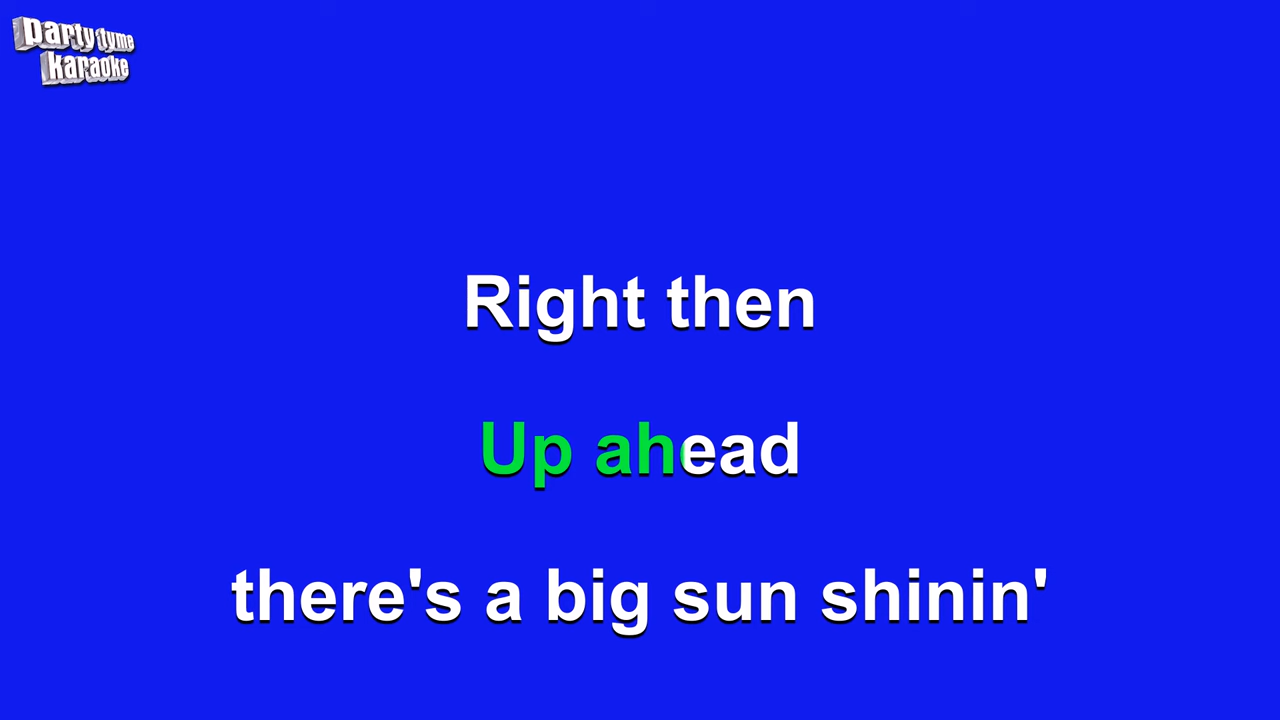 party tyme
karaoke
Right then
Up ahead
there's a big sun shinin'